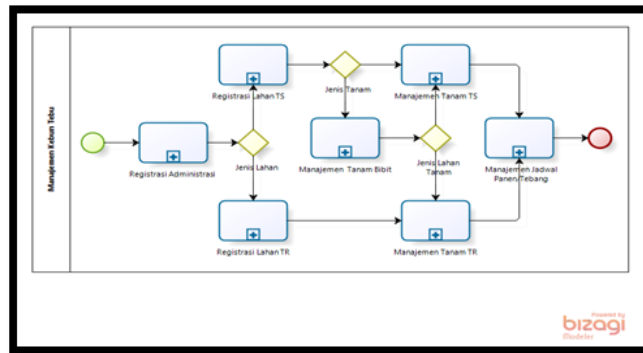 Manajemen Kebun Tebu
Registrasi Administrasi
Jenis Lahan
Registrasi Lahan TS
Registrasi Lahan TR
Jenis Tanam
Manajemen Tanam Bibit
Manajemen Tanam TS
Jenis Lahan
Tanam
Manajemen Tanam TR
Manajemen Jadwal
Panen/Tebang
Powered by
bizagi
Modeler